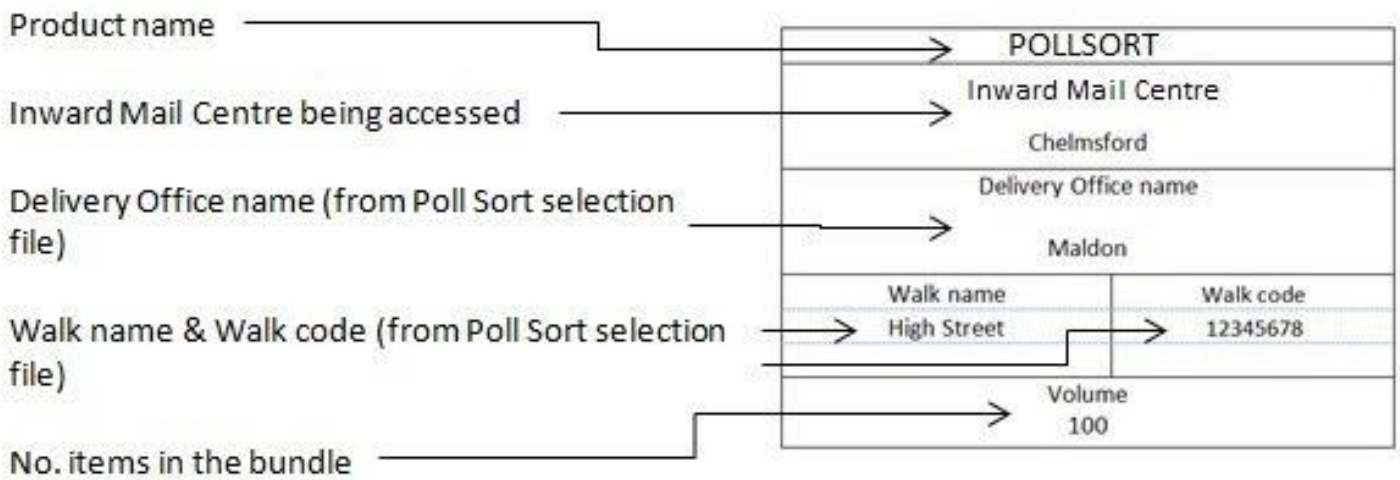 Product name
Inward Mail Centre being accessed
Delivery Office name (from Poll Sort selection
file)
Walk name & Walk code (from Poll Sort selection
file)
No. items in the bundle
POLLSORT
Inward Mail Centre
Chelmsford
Delivery Office name
Maldon
Walk name
Walk code
High Street
12345678
Volume
100